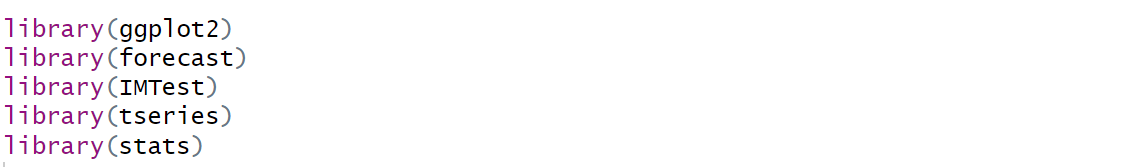 library(ggplot2)
library(forecast)
library(IMTest)
library(tseries)
library(stats)